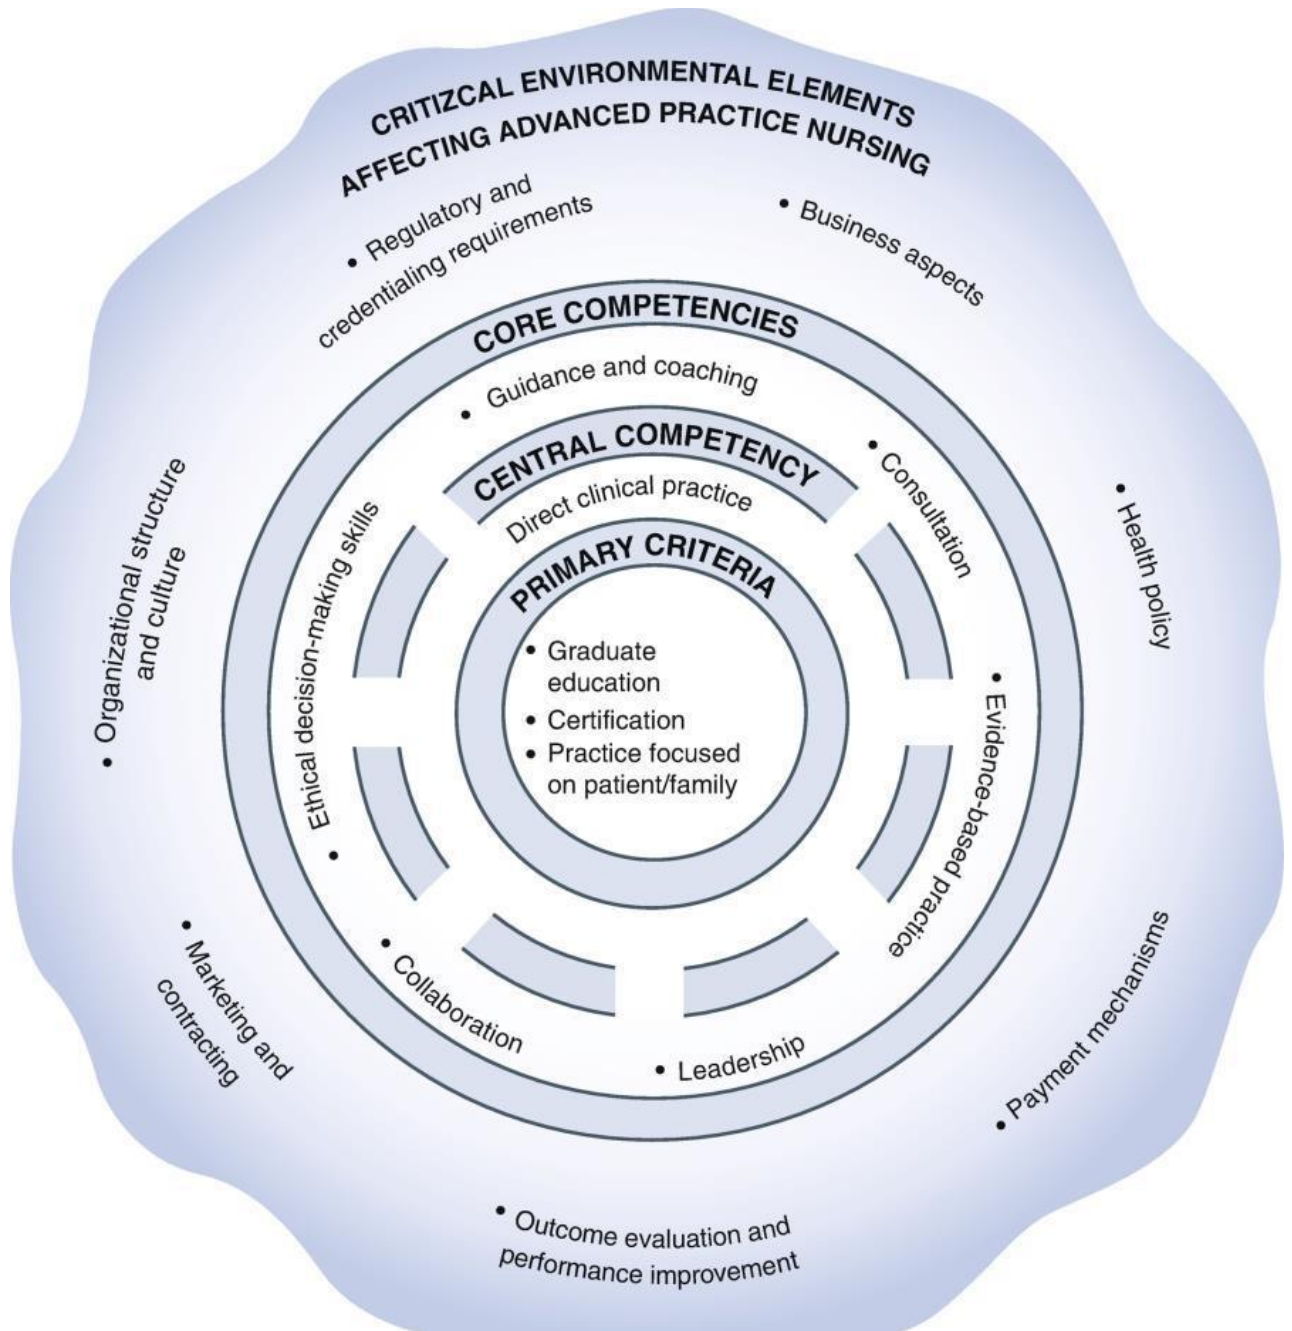 CRITIZCAL ENVIRONMENTAL ELEMENTS
AFFECTING ADVANCED PRACTICE NURSING
• Regulatory and
credentialing requirements
• Business aspects
• Health policy
• Payment mechanisms
• Outcome evaluation and
performance improvement
• Marketing and
contracting
• Organizational structure
and culture
CORE COMPETENCIES
• Guidance and coaching
• Consultation
• Evidence-based practice
• Leadership
• Collaboration
• Ethical decision-making skills
CENTRAL COMPETENCY
Direct clinical practice
PRIMARY CRITERIA
• Graduate
education
• Certification
• Practice focused
on patient/family